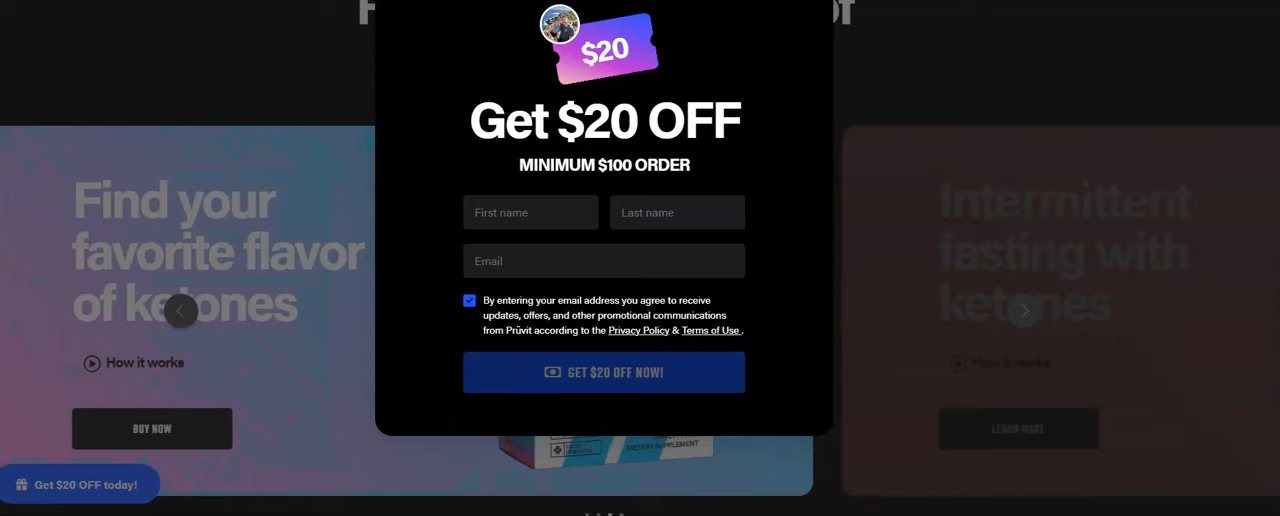 $20
Get $20 OFF
MINIMUM $100 ORDER
First name
Last name
Email
By entering your email address you agree to receive
updates, offers, and other promotional communications
from Prüvit according to the Privacy Policy & Terms of Use .
GET $20 OFF NOW!
Find your
favorite flavor
of ketones
How it works
BUY NOW
Get $20 OFF today!
DIETARY SUPPLEMENT
Intermittent
fasting with
ketones
LEARN MORE